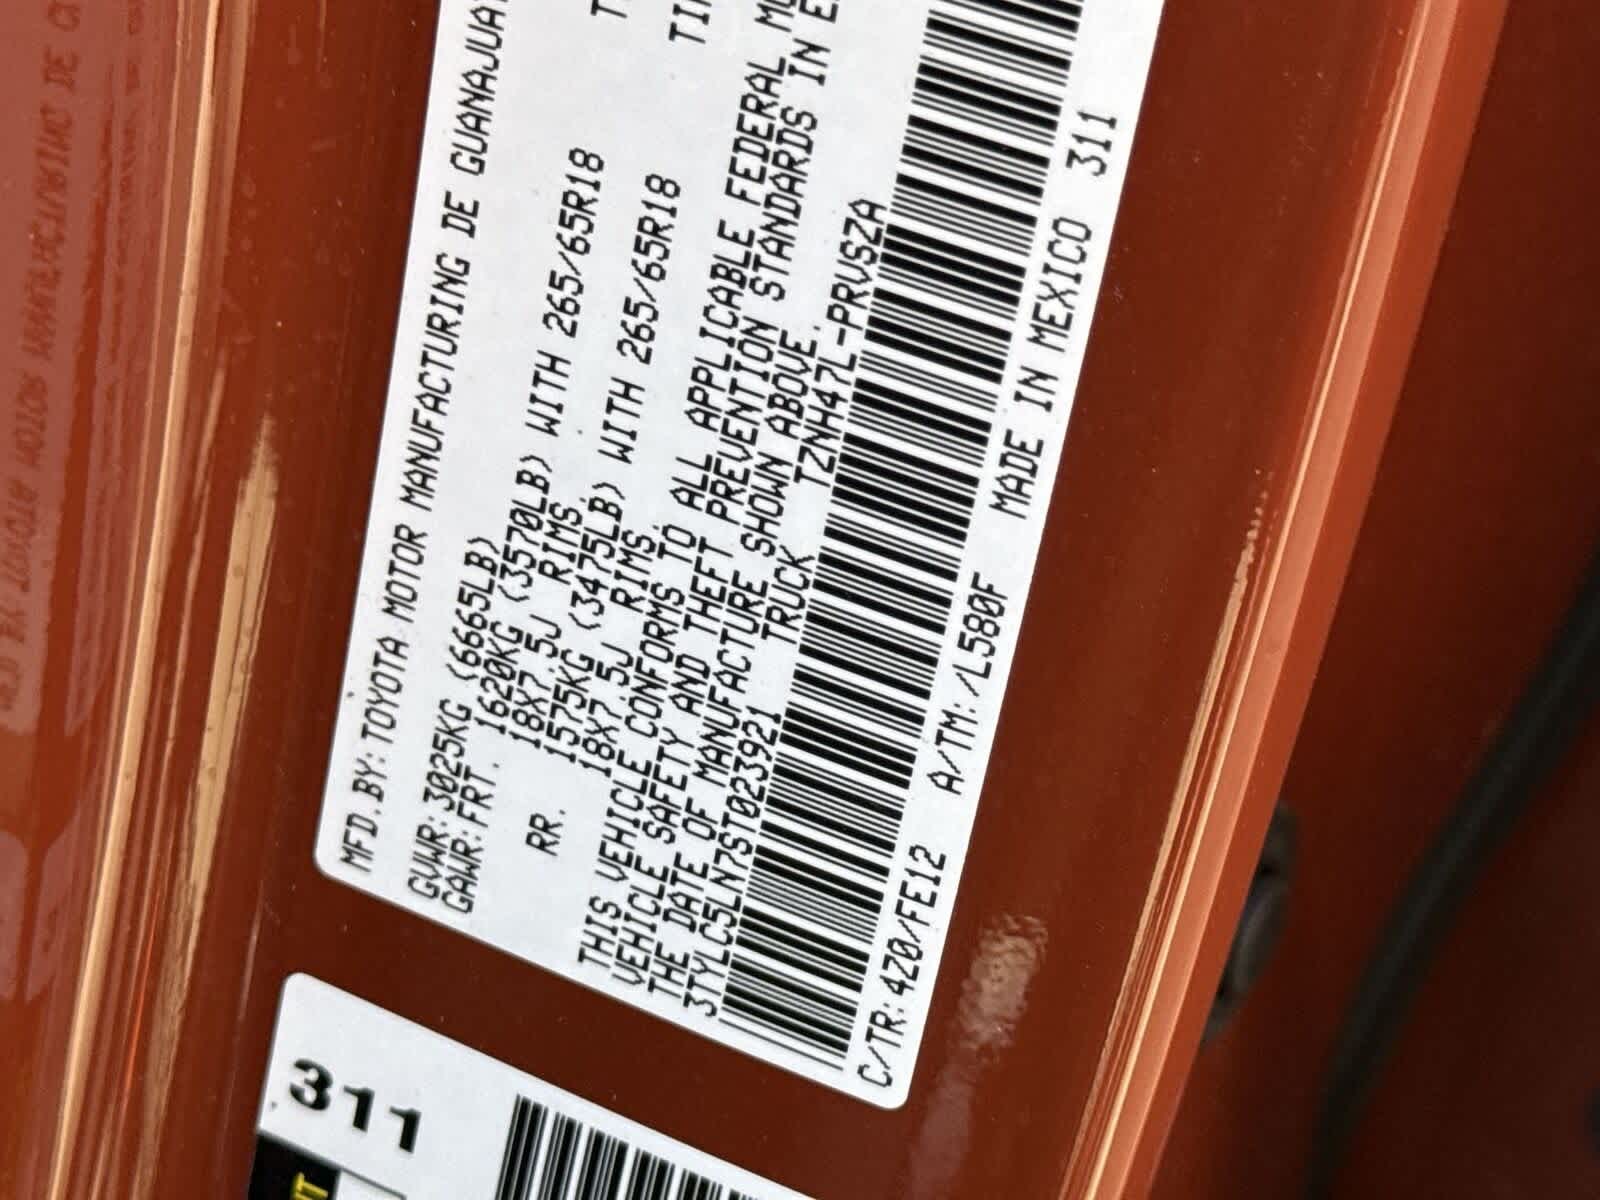 MFD.BY:TOYOTA MOTOR MANUFACTURING DE GUANAJUAT
GVWR:3025KG (6665LB)
GAWR:FRT. 1620KG (3570LB) WITH 265/65R18
18X7.5J RIMS,
RR. 1575KG (3475LB) WITH 265/65R18
18X7.5J RIMS,
THIS VEHICLE CONFORMS TO ALL APPLICABLE FEDERAL MO
VEHICLE SAFETY AND THEFT PREVENTION STANDARDS IN E
THE DATE OF MANUFACTURE SHOWN ABOVE.
3TYLC5LN7ST023921 TRUCK TZNH47L-PRVSZA
C/TR:4Z0/FE12 A/TM:/L580F MADE IN MEXICO 311
311